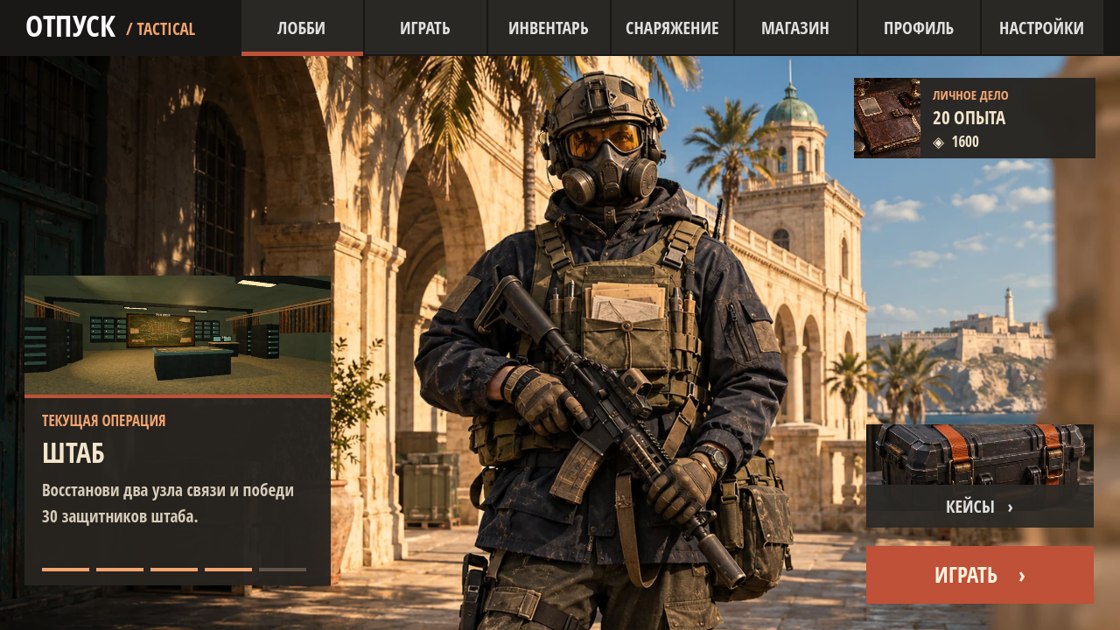 ОТПУСК / TACTICAL
ЛОББИ
ИГРАТЬ
ИНВЕНТАРЬ
СНАРЯЖЕНИЕ
МАГАЗИН
ПРОФИЛЬ
НАСТРОЙКИ
ЛИЧНОЕ ДЕЛО
20 ОПЫТА
◈ 1600
ТЕКУЩАЯ ОПЕРАЦИЯ
ШТАБ
Восстанови два узла связи и победи
30 защитников штаба.
КЕЙСЫ ›
ИГРАТЬ ›